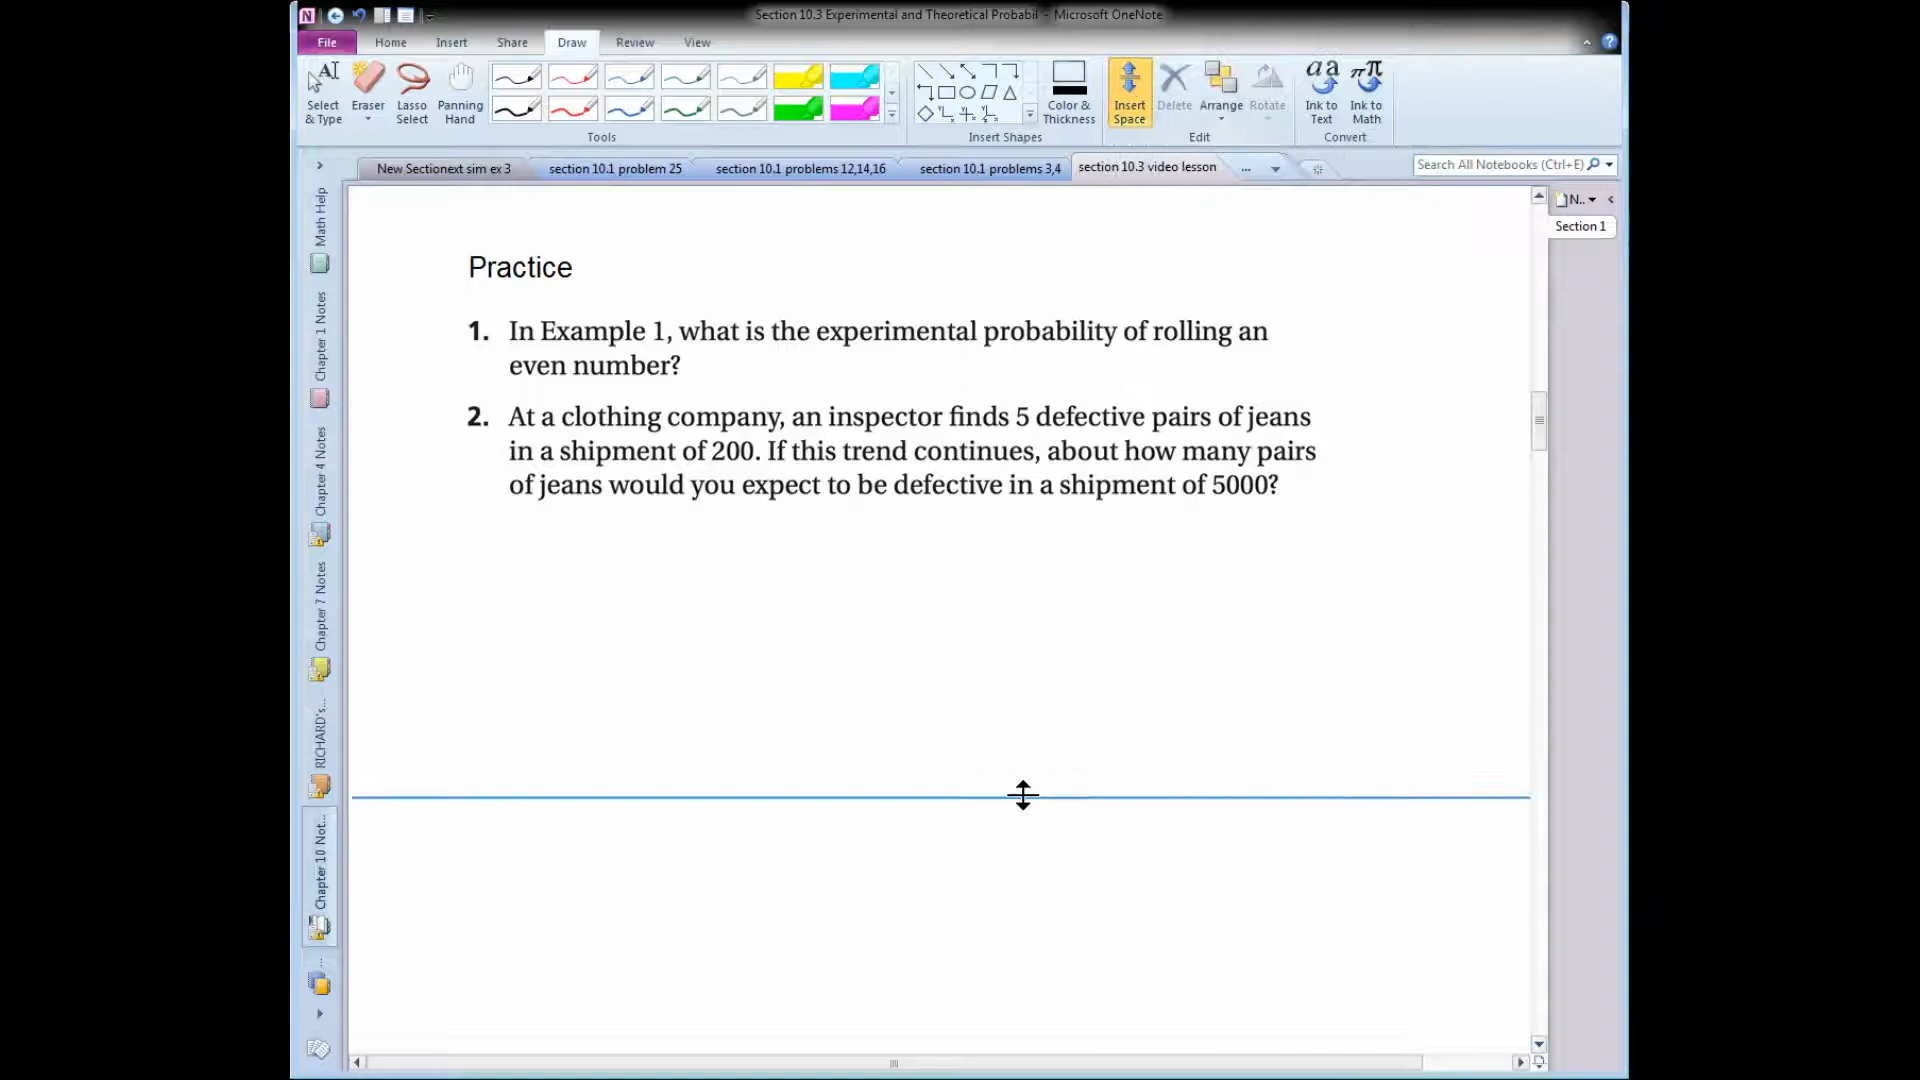 Section 10.3 Experimental and Theoretical Probabil - Microsoft OneNote
File Home Insert Share Draw Review View
Select & Type
Eraser
Lasso Select
Panning Hand
Tools
Insert Shapes
Color & Thickness
Insert Space
Delete
Arrange
Rotate
Edit
Ink to Text
Ink to Math
Convert
New Sectionext sim ex 3
section 10.1 problem 25
section 10.1 problems 12,14,16
section 10.1 problems 3,4
section 10.3 video lesson
...
Search All Notebooks (Ctrl+E)
N..
Section 1
Math Help
Chapter 1 Notes
Chapter 4 Notes
Chapter 7 Notes
RICHARD's...
Chapter 10 Not...
Practice
1. In Example 1, what is the experimental probability of rolling an
even number?
2. At a clothing company, an inspector finds 5 defective pairs of jeans
in a shipment of 200. If this trend continues, about how many pairs
of jeans would you expect to be defective in a shipment of 5000?